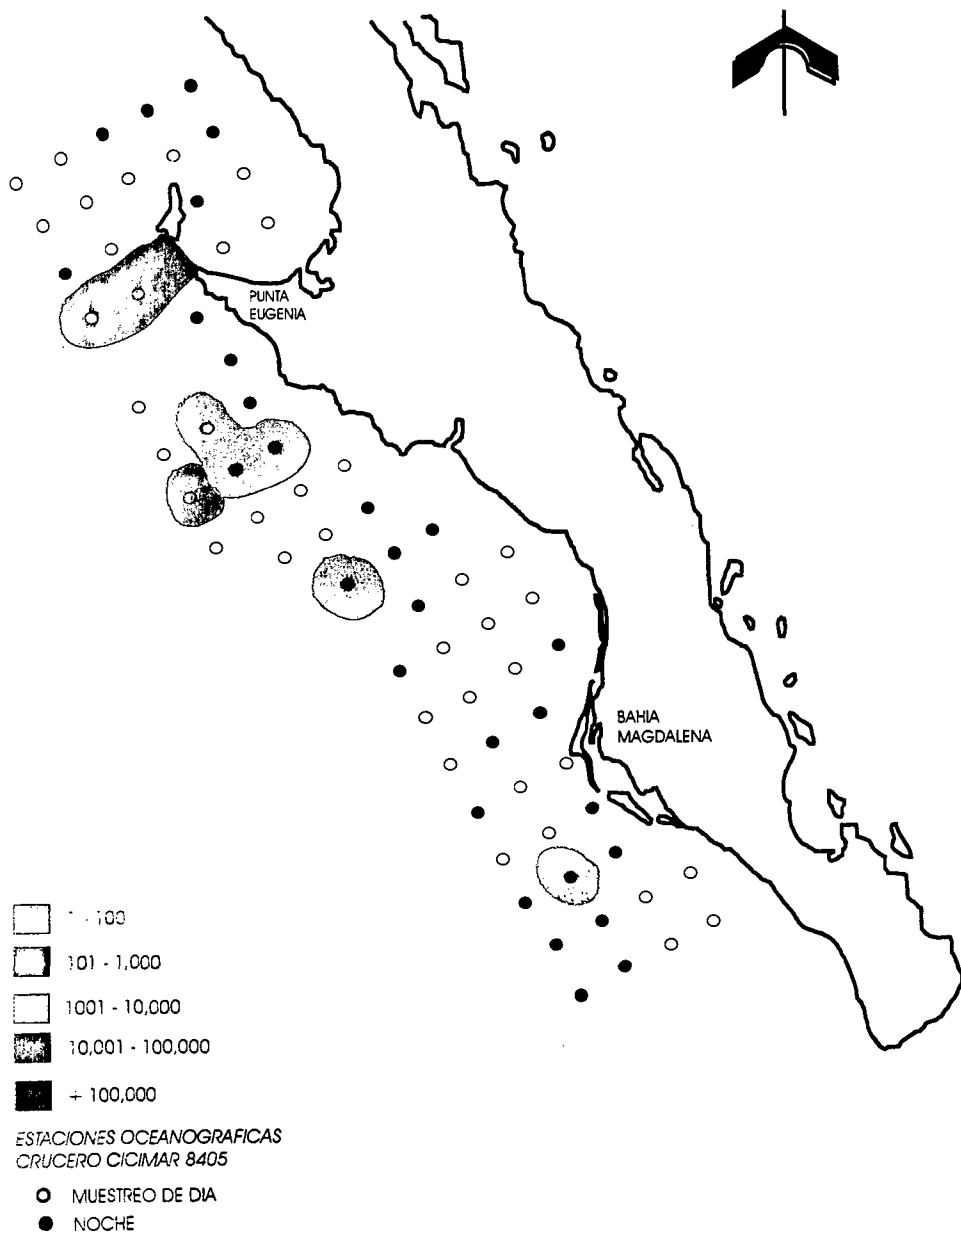 PUNTA
EUGENIA
BAHIA
MAGDALENA
- 100
101 - 1,000
1001 - 10,000
10,001 - 100,000
+ 100,000
ESTACIONES OCEANOGRAFICAS
CRUCERO CICIMAR 8405
MUESTREO DE DIA
NOCHE